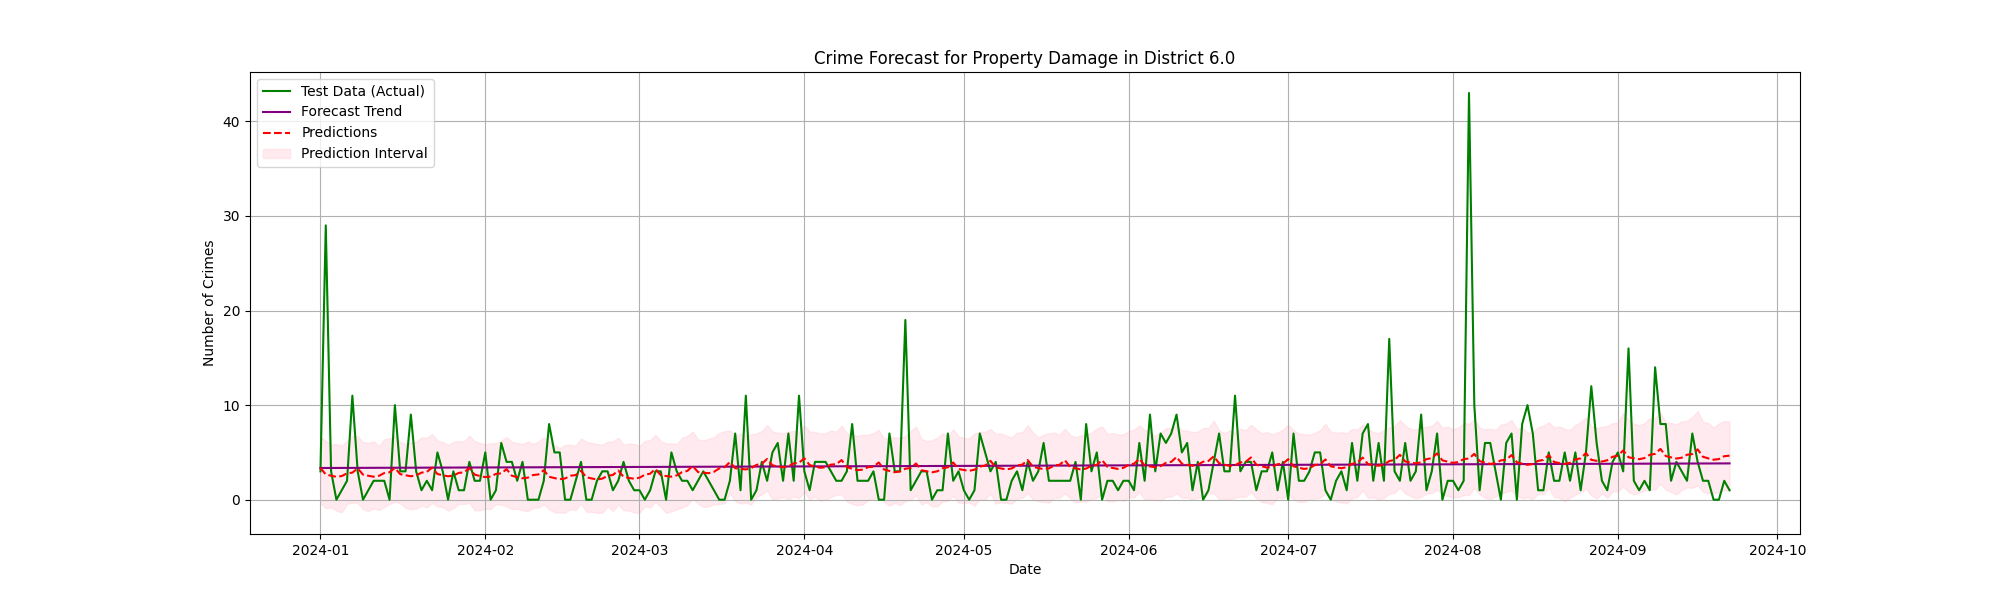 Crime Forecast for Property Damage in District 6.0
Test Data (Actual)
Forecast Trend
Predictions
Prediction Interval
Number of Crimes
40
30
20
10
0
2024-01 2024-02 2024-03 2024-04 2024-05 2024-06 2024-07 2024-08 2024-09 2024-10
Date